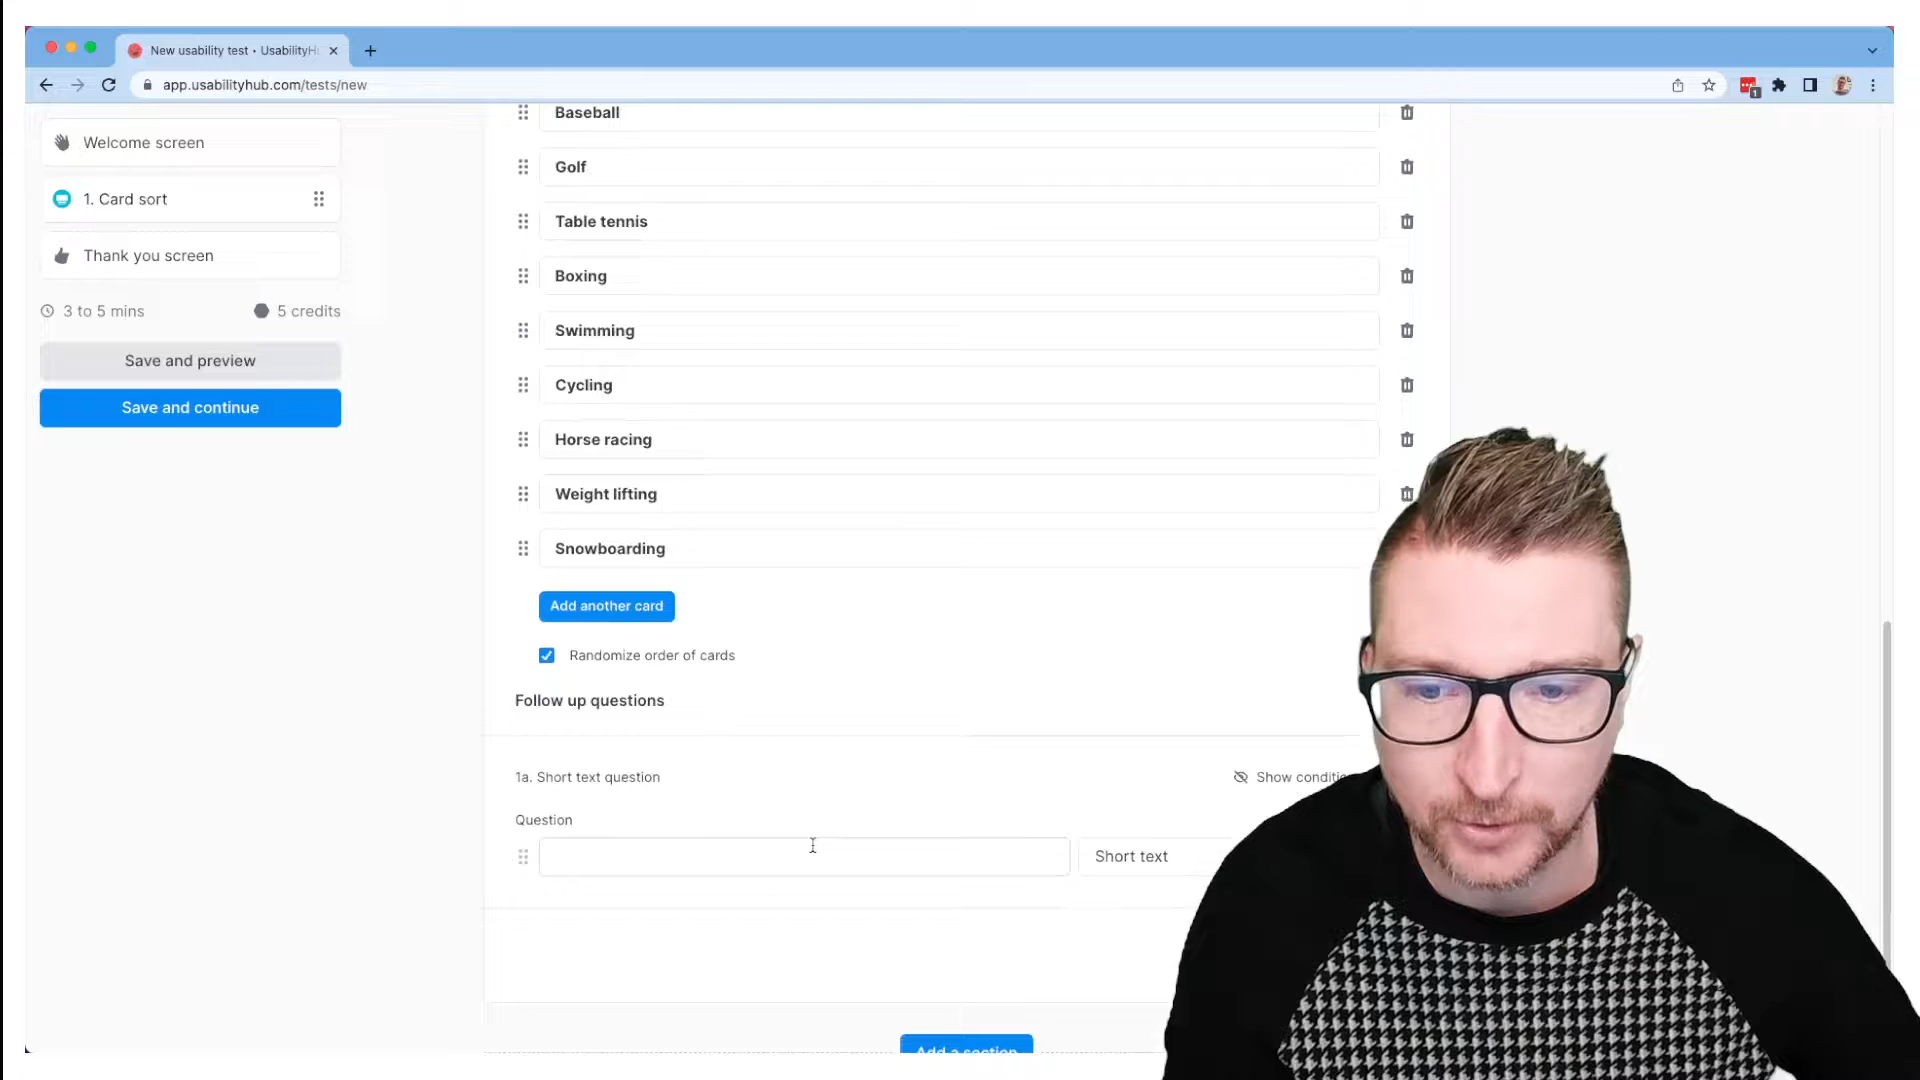 New usability test • UsabilityH
app.usabilityhub.com/tests/new
1
Welcome screen
1. Card sort
Thank you screen
3 to 5 mins
5 credits
Save and preview
Save and continue
Baseball
Golf
Table tennis
Boxing
Swimming
Cycling
Horse racing
Weight lifting
Snowboarding
Add another card
Randomize order of cards
Follow up questions
1a. Short text question
Show conditi
Question
Short text
Add a section